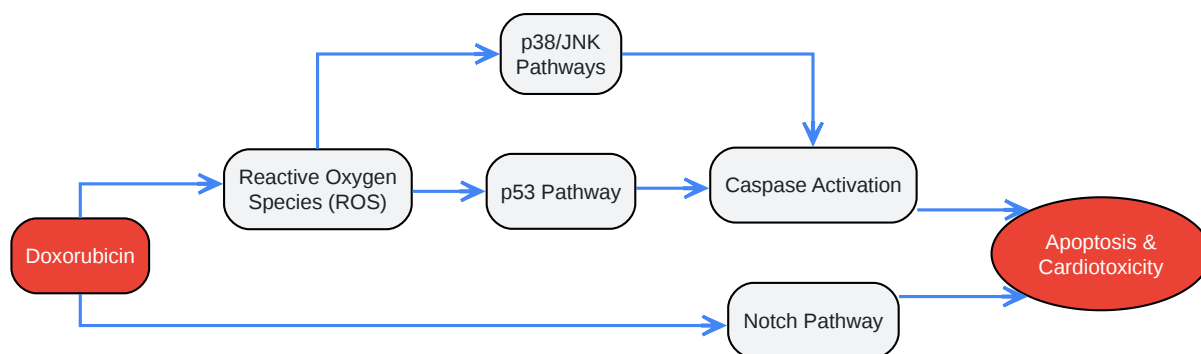 p38/JNK
Pathways
Reactive Oxygen
Species (ROS)
p53 Pathway
Caspase Activation
Doxorubicin
Apoptosis &
Cardiotoxicity
Notch Pathway